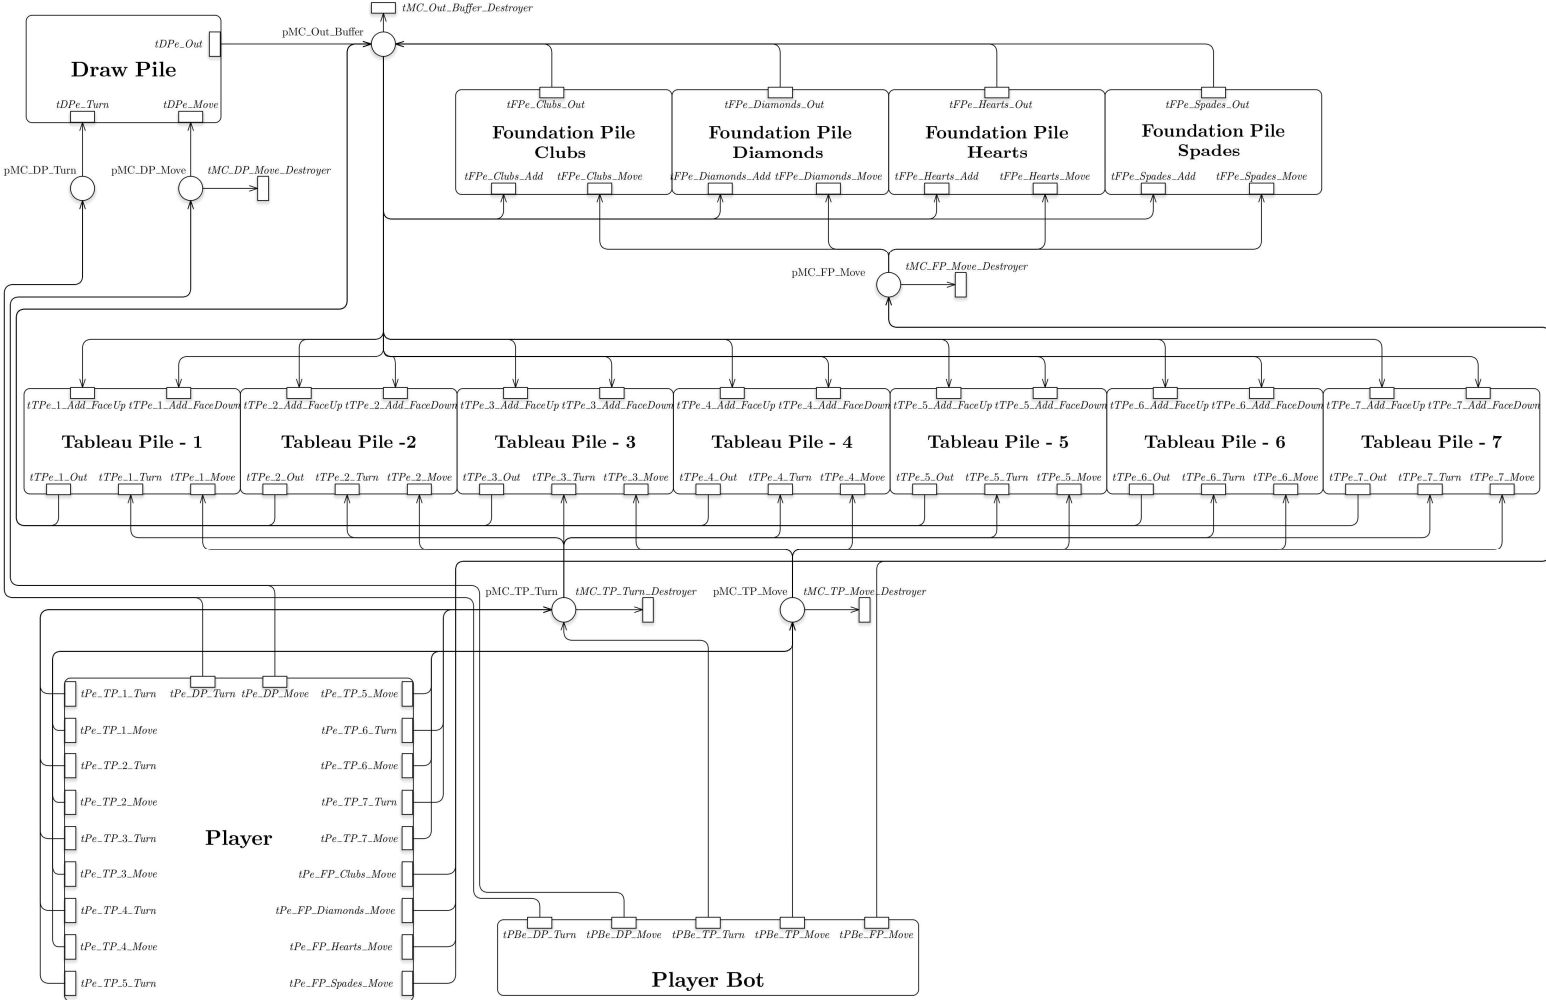 tMC_Out_Buffer_Destroyer
pMC_Out_Buffer
tDPe_Out
Draw Pile
tDPe_Turn
tDPe_Move
tFPe_Clubs_Out
tFPe_Diamonds_Out
tFPe_Hearts_Out
tFPe_Spades_Out
Foundation Pile
Clubs
Foundation Pile
Diamonds
Foundation Pile
Hearts
Foundation Pile
Spades
pMC_DP_Turn
pMC_DP_Move
tMC_DP_Move_Destroyer
tFPe_Clubs_Add
tFPe_Clubs_Move
tFPe_Diamonds_Add
tFPe_Diamonds_Move
tFPe_Hearts_Add
tFPe_Hearts_Move
tFPe_Spades_Add
tFPe_Spades_Move
pMC_FP_Move
tMC_FP_Move_Destroyer
tTPe_1_Add_FaceUp
tTPe_1_Add_FaceDown
tTPe_2_Add_FaceUp
tTPe_2_Add_FaceDown
tTPe_3_Add_FaceUp
tTPe_3_Add_FaceDown
tTPe_4_Add_FaceUp
tTPe_4_Add_FaceDown
tTPe_5_Add_FaceUp
tTPe_5_Add_FaceDown
tTPe_6_Add_FaceUp
tTPe_6_Add_FaceDown
tTPe_7_Add_FaceUp
tTPe_7_Add_FaceDown
Tableau Pile - 1
Tableau Pile -2
Tableau Pile - 3
Tableau Pile - 4
Tableau Pile - 5
Tableau Pile - 6
Tableau Pile - 7
tTPe_1_Out
tTPe_1_Turn
tTPe_1_Move
tTPe_2_Out
tTPe_2_Turn
tTPe_2_Move
tTPe_3_Out
tTPe_3_Turn
tTPe_3_Move
tTPe_4_Out
tTPe_4_Turn
tTPe_4_Move
tTPe_5_Out
tTPe_5_Turn
tTPe_5_Move
tTPe_6_Out
tTPe_6_Turn
tTPe_6_Move
tTPe_7_Out
tTPe_7_Turn
tTPe_7_Move
pMC_TP_Turn
tMC_TP_Turn_Destroyer
pMC_TP_Move
tMC_TP_Move_Destroyer
tPe_TP_1_Turn
tPe_DP_Turn
tPe_DP_Move
tPe_TP_5_Move
tPe_TP_1_Move
tPe_TP_6_Turn
tPe_TP_2_Turn
tPe_TP_6_Move
tPe_TP_2_Move
tPe_TP_7_Turn
tPe_TP_3_Turn
Player
tPe_TP_7_Move
tPe_TP_3_Move
tPe_FP_Clubs_Move
tPe_TP_4_Turn
tPe_FP_Diamonds_Move
tPe_TP_4_Move
tPe_FP_Hearts_Move
tPe_TP_5_Turn
tPe_FP_Spades_Move
tPBe_DP_Turn
tPBe_DP_Move
tPBe_TP_Turn
tPBe_TP_Move
tPBe_FP_Move
Player Bot